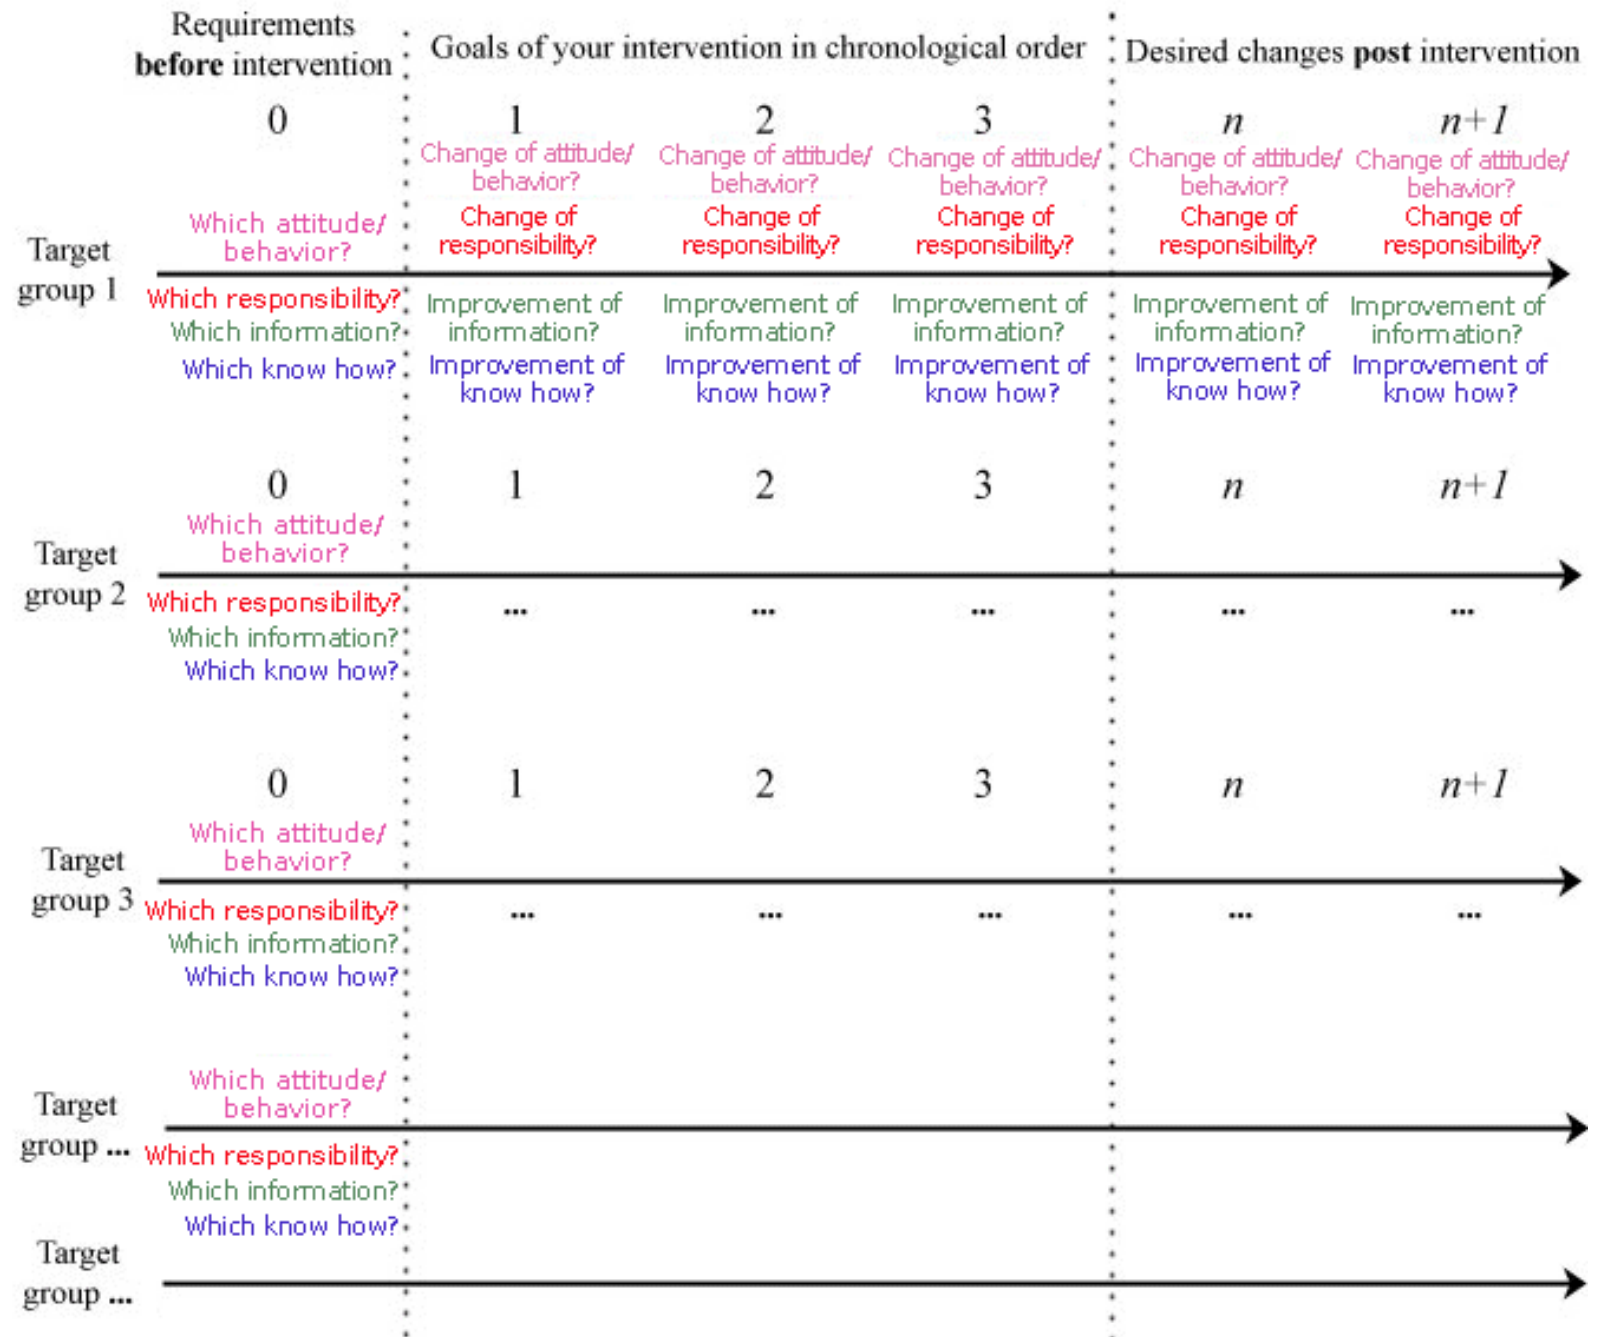 Requirements
before intervention
Goals of your intervention in chronological order
Desired changes post intervention
0
1
2
3
n
n+1
Target
group 1
Which attitude/
behavior?
Which responsibility?
Which information?
Which know how?
Change of attitude/
behavior?
Change of
responsibility?
Improvement of
information?
Improvement of
know how?
Change of attitude/
behavior?
Change of
responsibility?
Improvement of
information?
Improvement of
know how?
Change of attitude/
behavior?
Change of
responsibility?
Improvement of
information?
Improvement of
know how?
Change of attitude/
behavior?
Change of
responsibility?
Improvement of
information?
Improvement of
know how?
Change of attitude/
behavior?
Change of
responsibility?
Improvement of
information?
Improvement of
know how?
0
1
2
3
n
n+1
Target
group 2
Which attitude/
behavior?
Which responsibility?
Which information?
Which know how?
...
...
...
...
...
0
1
2
3
n
n+1
Target
group 3
Which attitude/
behavior?
Which responsibility?
Which information?
Which know how?
...
...
...
...
...
Target
group ...
Which attitude/
behavior?
Which responsibility?
Which information?
Which know how?
Target
group ...